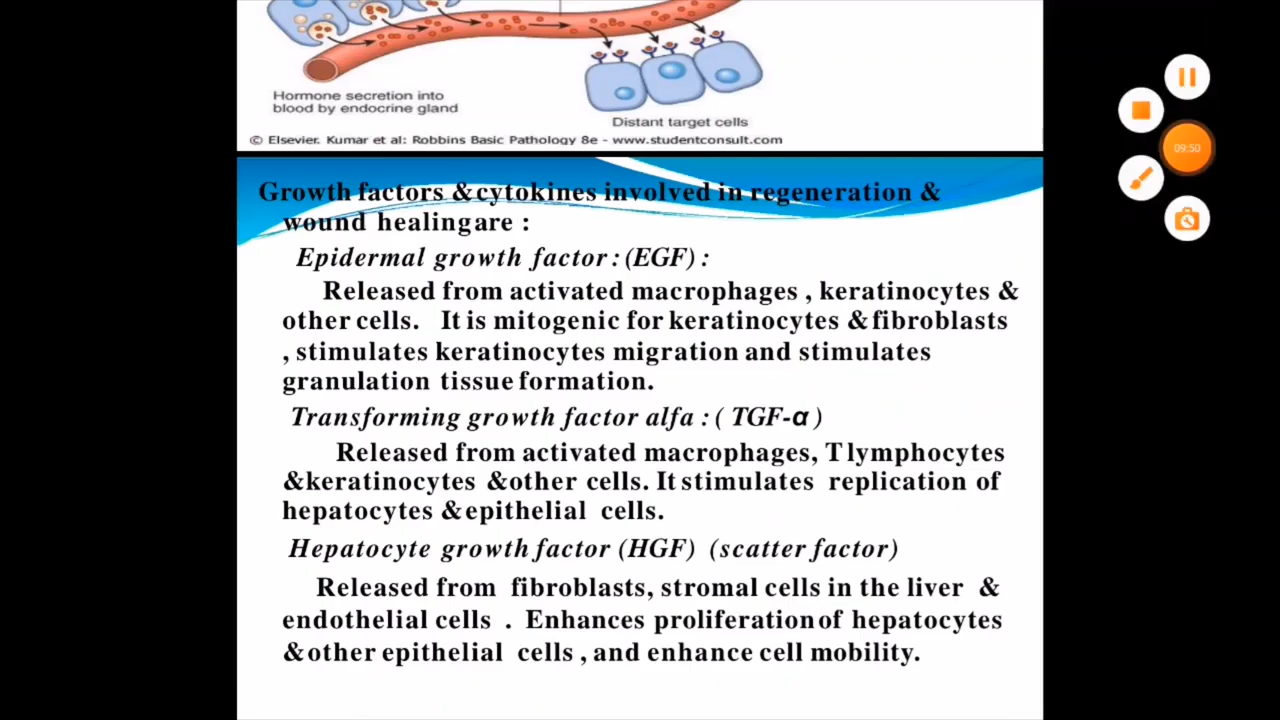 Hormone secretion into
blood by endocrine gland
Distant target cells
© Elsevier. Kumar et al: Robbins Basic Pathology 8e - www.studentconsult.com
09:50
Growth factors &cytokines involved in regeneration &
wound healingare :
Epidermal growth factor : (EGF) :
Released from activated macrophages , keratinocytes &
other cells. It is mitogenic for keratinocytes &fibroblasts
, stimulates keratinocytes migration and stimulates
granulation tissue formation.
Transforming growth factor alfa : ( TGF-α )
Released from activated macrophages, T lymphocytes
&keratinocytes &other cells. It stimulates replication of
hepatocytes &epithelial cells.
Hepatocyte growth factor (HGF) (scatter factor)
Released from fibroblasts, stromal cells in the liver &
endothelial cells . Enhances proliferation of hepatocytes
&other epithelial cells , and enhance cell mobility.